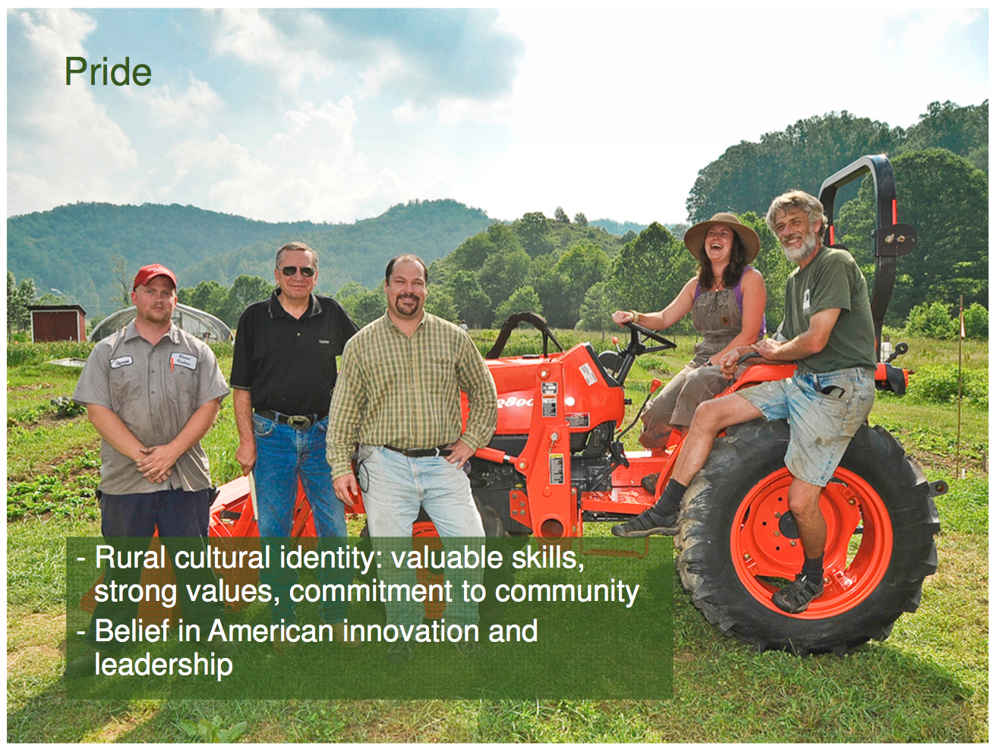 Pride
- Rural cultural identity: valuable skills,
strong values, commitment to community
- Belief in American innovation and
leadership